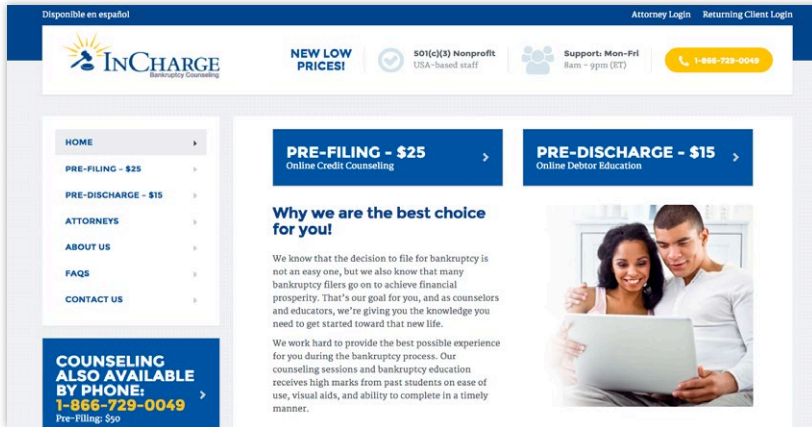 Disponible en español
Attorney Login Returning Client Login
INCHARGE
Bankruptcy Counseling
NEW LOW
PRICES!
501(c)(3) Nonprofit
USA-based staff
Support: Mon-Fri
8am - 9pm (ET)
1-866-729-0049
HOME
PRE-FILING - $25
PRE-DISCHARGE - $15
ATTORNEYS
ABOUT US
FAQS
CONTACT US
COUNSELING
ALSO AVAILABLE
BY PHONE:
1-866-729-0049
Pre-Filing: $50
PRE-FILING - $25
Online Credit Counseling
PRE-DISCHARGE - $15
Online Debtor Education
Why we are the best choice
for you!
We know that the decision to file for bankruptcy is
not an easy one, but we also know that many
bankruptcy filers go on to achieve financial
prosperity. That's our goal for you, and as counselors
and educators, we're giving you the knowledge you
need to get started toward that new life.
We work hard to provide the best possible experience
for you during the bankruptcy process. Our
counseling sessions and bankruptcy education
receives high marks from past students on ease of
use, visual aids, and ability to complete in a timely
manner.